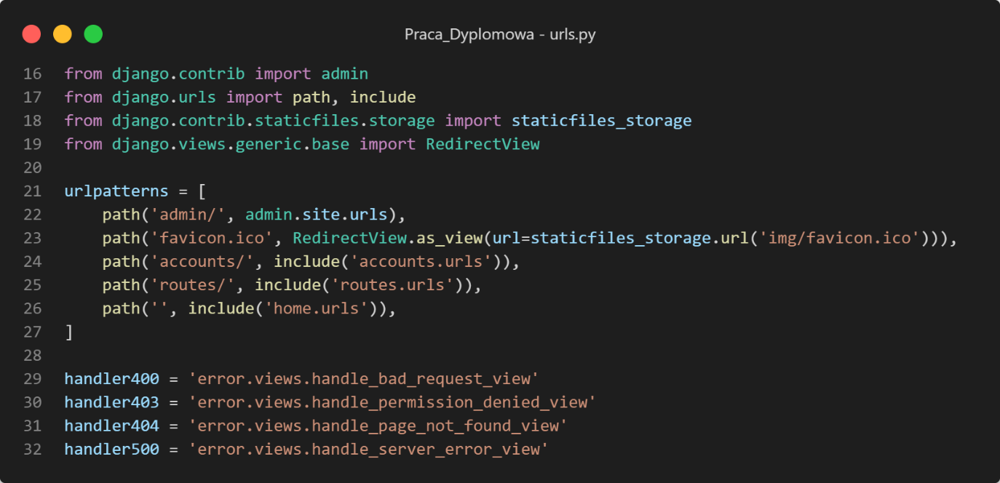 Praca_Dyplomowa - urls.py
16 from django.contrib import admin
17 from django.urls import path, include
18 from django.contrib.staticfiles.storage import staticfiles_storage
19 from django.views.generic.base import RedirectView
20
21 urlpatterns = [
22     path('admin/', admin.site.urls),
23     path('favicon.ico', RedirectView.as_view(url=staticfiles_storage.url('img/favicon.ico'))),
24     path('accounts/', include('accounts.urls')),
25     path('routes/', include('routes.urls')),
26     path('', include('home.urls')),
27 ]
28
29 handler400 = 'error.views.handle_bad_request_view'
30 handler403 = 'error.views.handle_permission_denied_view'
31 handler404 = 'error.views.handle_page_not_found_view'
32 handler500 = 'error.views.handle_server_error_view'